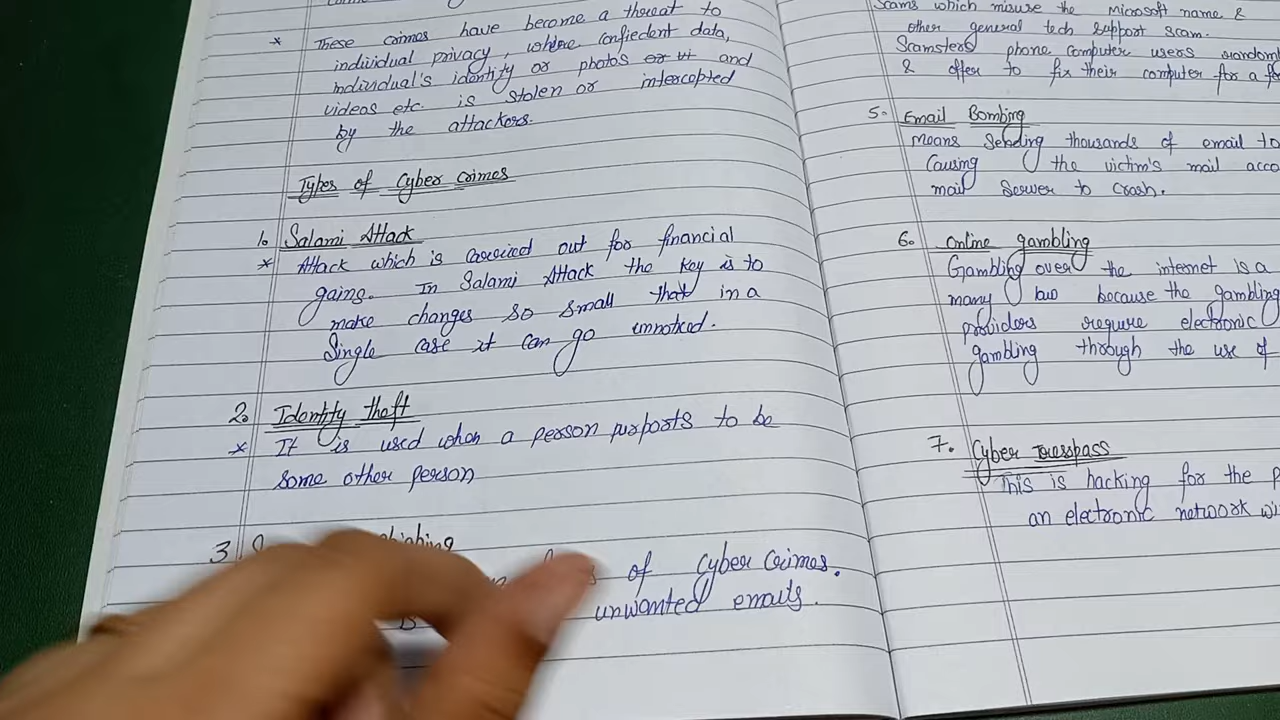 * These crimes have become a threat to
individual privacy, where confiedent data,
individual's identity or photos or vi and
videos etc. is stolen or intercepted
by the attackers.
Types of Cyber Crimes
1. Salami Attack
* Attack which is carried out for financial
gains. In Salami Attack the key is to
make changes so small that in a
single case it can go unnoticed.
2. Identity theft
* It is used when a person purports to be
some other person
3
of Cyber Crimes.
unwanted emails.
Scams which misuse the Microsoft name &
other general tech support scam.
Scamsters phone computer users random
& offer to fix their computer for a
5. Email Bombing
Means sending thousands of email to
causing the victim's mail acco
mail server to crash.
6. Online gambling
Gambling over the internet is a
many because the gambling
providers require electronic
gambling through the use of
7. Cyber Trespass
This is hacking for the
an electronic network wi